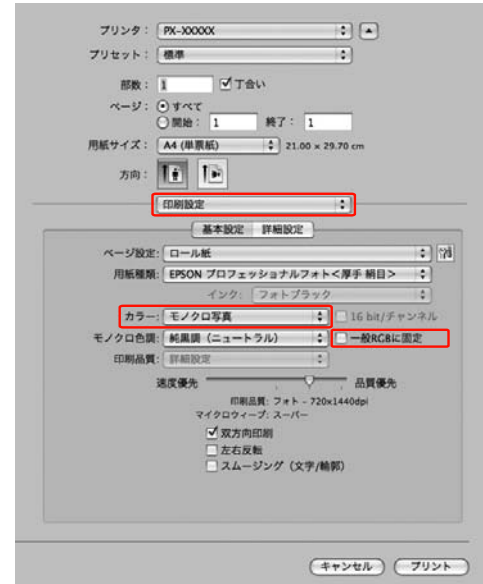 プリンタ： PX-XXXXX
プリセット： 標準
部数： 1 丁合い
ページ： すべて
開始： 1 終了： 1
用紙サイズ： A4 (単票紙) 21.00 x 29.70 cm
方向：
印刷設定
基本設定 詳細設定
ページ設定: ロール紙
用紙種類: EPSON プロフェッショナルフォト<厚手 絹目>
インク: フォトブラック
カラー: モノクロ写真 16 bit/チャンネル
モノクロ色調: 純黒調（ニュートラル） 一般RGBに固定
印刷品質: 詳細設定
速度優先 品質優先
印刷品質: フォト - 720x1440dpi
マイクロウィーブ: スーパー
双方向印刷
左右反転
スムージング（文字/輪郭）
キャンセル プリント